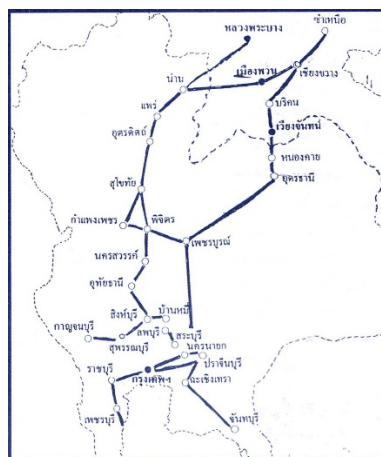 ซำเหนือ
หลวงพระบาง
เมืองพวน
เชียงขวาง
น่าน
บริคน
แพร่
เวียงจันทน์
อุตรดิตถ์
หนองคาย
สุโขทัย
อุดรธานี
กำแพงเพชร
พิจิตร
เพชรบูรณ์
นครสวรรค์
อุทัยธานี
สิงห์บุรี
บ้านหมี่
กาญจนบุรี
ลพบุรี
สระบุรี
สุพรรณบุรี
นครนายก
ราชบุรี
ปราจีนบุรี
กรุงเทพฯ
ฉะเชิงเทรา
เพชรบุรี
จันทบุรี